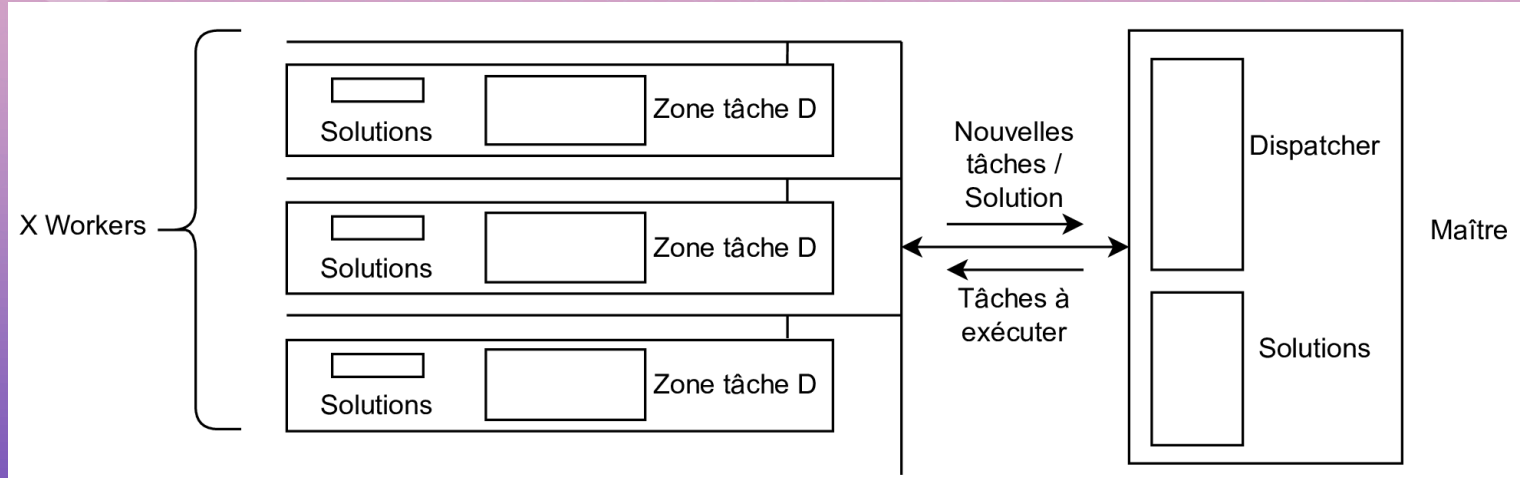 X Workers
Solutions
Zone tâche D
Solutions
Zone tâche D
Solutions
Zone tâche D
Nouvelles
tâches /
Solution
Tâches à
exécuter
Dispatcher
Solutions
Maître